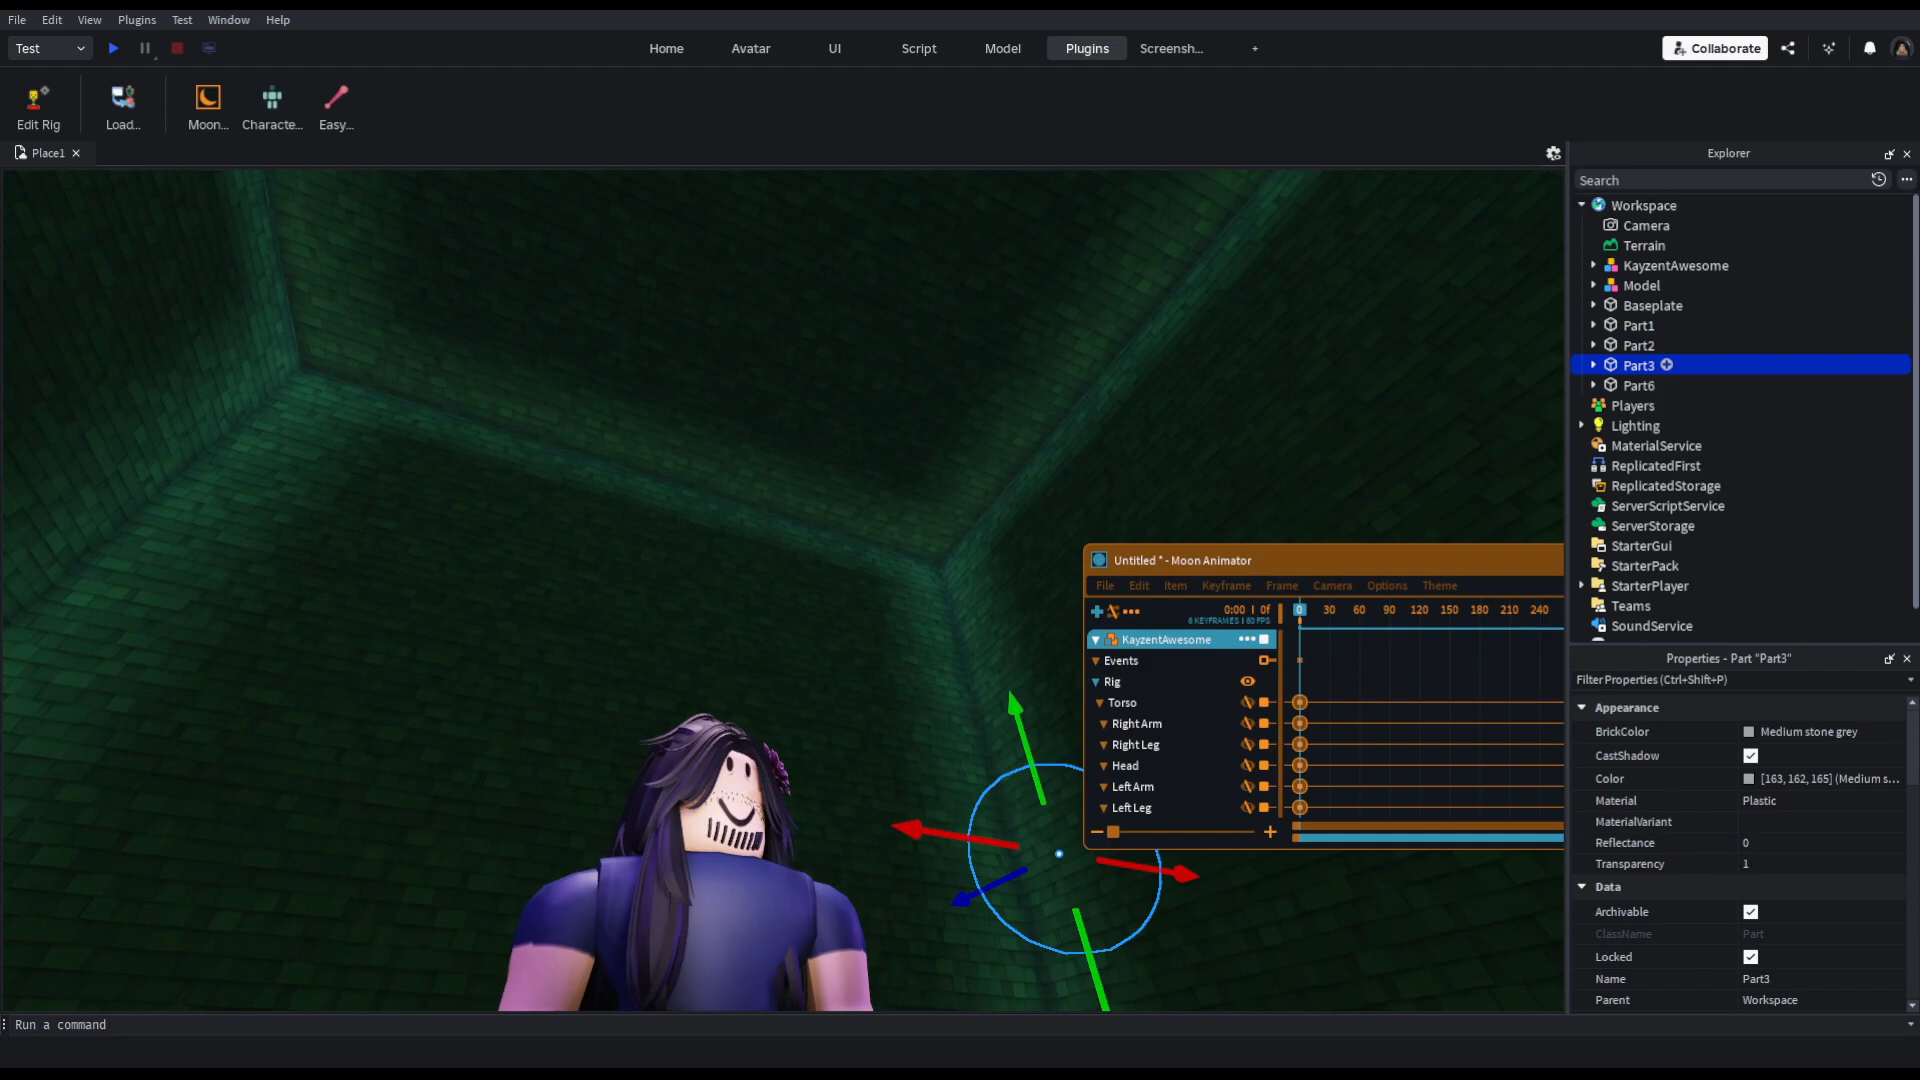 File Edit View Plugins Test Window Help
Test Home Avatar UI Script Model Plugins Screensh... + Collaborate
Edit Rig Load... Moon... Characte... Easy...
Place1
Explorer
Search
Workspace
Camera
Terrain
KayzentAwesome
Model
Baseplate
Part1
Part2
Part3
Part6
Players
Lighting
MaterialService
ReplicatedFirst
ReplicatedStorage
ServerScriptService
ServerStorage
StarterGui
StarterPack
StarterPlayer
Teams
SoundService
Untitled * - Moon Animator
File Edit Item Keyframe Frame Camera Options Theme
0:00 | 0f 0 30 60 90 120 150 180 210 240
6 KEYFRAMES | 60 FPS
KayzentAwesome
Events
Rig
Torso
Right Arm
Right Leg
Head
Left Arm
Left Leg
Properties - Part "Part3"
Filter Properties (Ctrl+Shift+P)
Appearance
BrickColor Medium stone grey
CastShadow
Color [163, 162, 165] (Medium s...
Material Plastic
MaterialVariant
Reflectance 0
Transparency 1
Data
Archivable
ClassName Part
Locked
Name Part3
Parent Workspace
Run a command